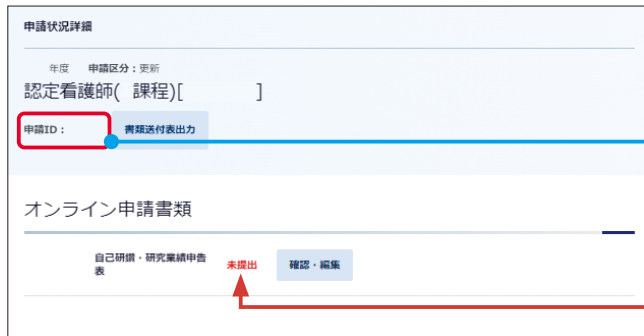 申請状況詳細
年度 申請区分：更新
認定看護師( 課程)[ ]
申請ID： 書類送付表出力
オンライン申請書類
自己研鑽・研究業績申告
表
未提出 確認・編集